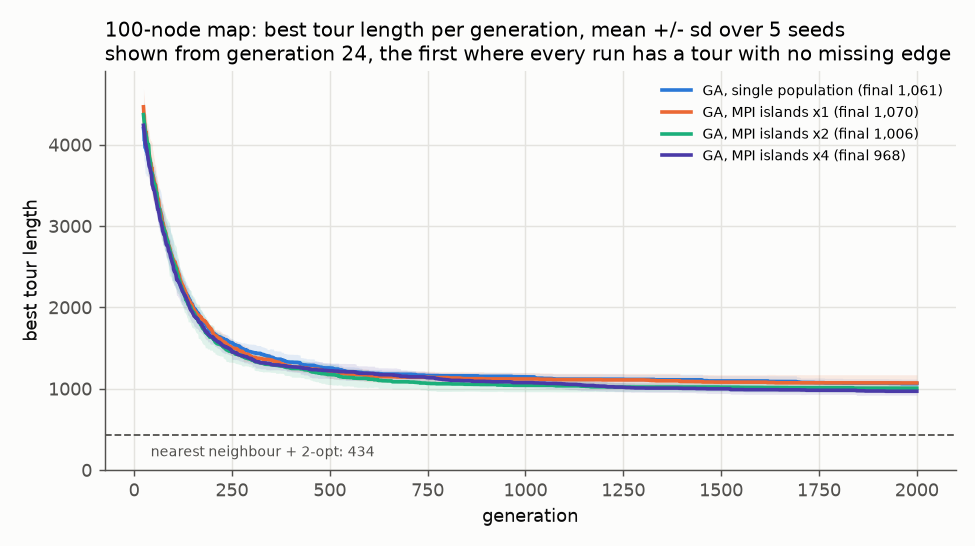 100-node map: best tour length per generation, mean +/- sd over 5 seeds
shown from generation 24, the first where every run has a tour with no missing edge
GA, single population (final 1,061)
GA, MPI islands x1 (final 1,070)
GA, MPI islands x2 (final 1,006)
GA, MPI islands x4 (final 968)
best tour length
4000
3000
2000
1000
0
nearest neighbour + 2-opt: 434
0 250 500 750 1000 1250 1500 1750 2000
generation